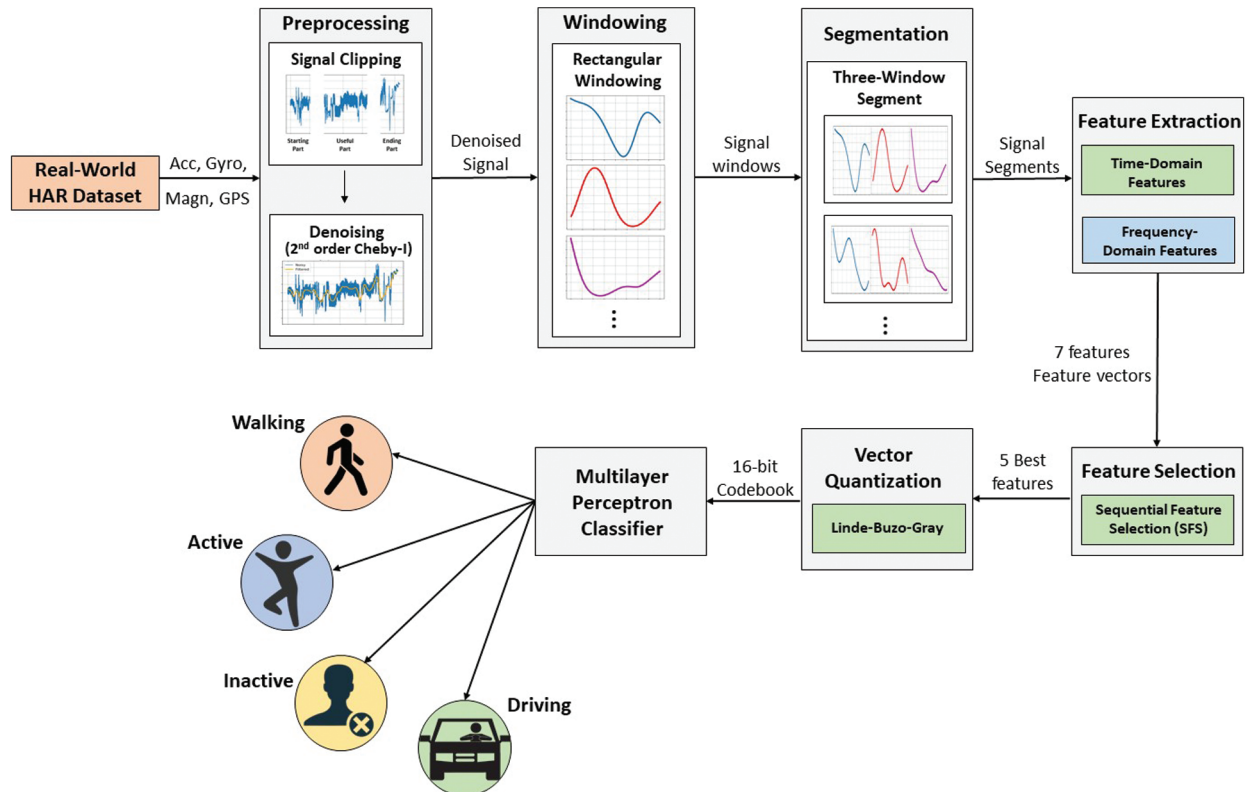 Real-World
HAR Dataset
Acc, Gyro,
Magn, GPS
Preprocessing
Signal Clipping
Starting
Part
Useful
Part
Ending
Part
Denoising
(2nd order Cheby-I)
Denoised
Signal
Windowing
Rectangular
Windowing
Signal
windows
Segmentation
Three-Window
Segment
Signal
Segments
Feature Extraction
Time-Domain
Features
Frequency-
Domain Features
7 features
Feature vectors
Feature Selection
Sequential Feature
Selection (SFS)
5 Best
features
Vector
Quantization
Linde-Buzo-Gray
16-bit
Codebook
Multilayer
Perceptron
Classifier
Walking
Active
Inactive
Driving